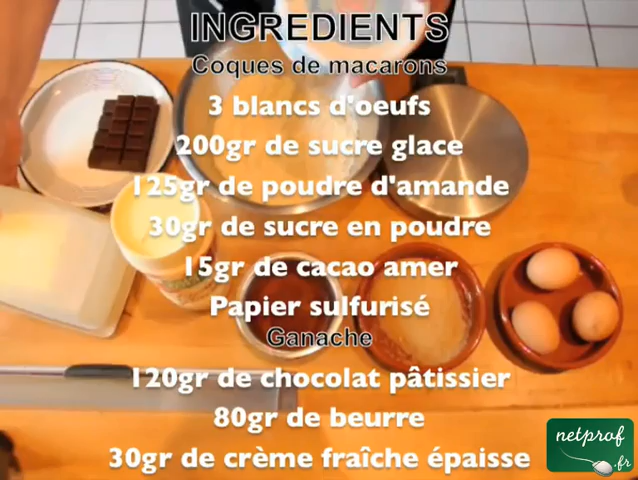 INGREDIENTS
Coques de macarons
3 blancs d'oeufs
200gr de sucre glace
125gr de poudre d'amande
30gr de sucre en poudre
15gr de cacao amer
Papier sulfurisé
Ganache
120gr de chocolat pâtissier
80gr de beurre
30gr de crème fraîche épaisse
netprof
.fr